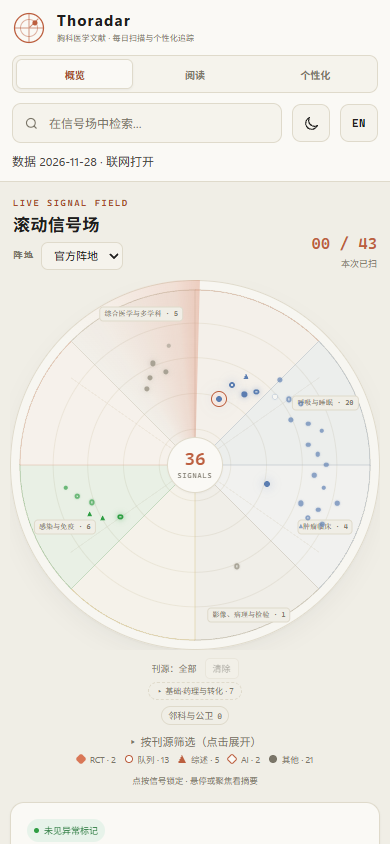 Thoradar
胸科医学文献 · 每日扫描与个性化追踪
概览
阅读
个性化
在信号场中检索...
EN
数据 2026-11-28 · 联网打开
LIVE SIGNAL FIELD
滚动信号场
阵地
官方阵地
00 / 43
本次已扫
综合医学与多学科 · 5
呼吸与睡眠 · 20
36
SIGNALS
感染与免疫 · 6
肿瘤临床 · 4
影像、病理与检验 · 1
刊源: 全部
清除
基础·药理与转化 · 7
邻科与公卫 0
按刊源筛选（点击展开）
RCT · 2
队列 · 13
综述 · 5
AI · 2
其他 · 21
点按信号锁定 · 悬停或聚焦看摘要
未见异常标记